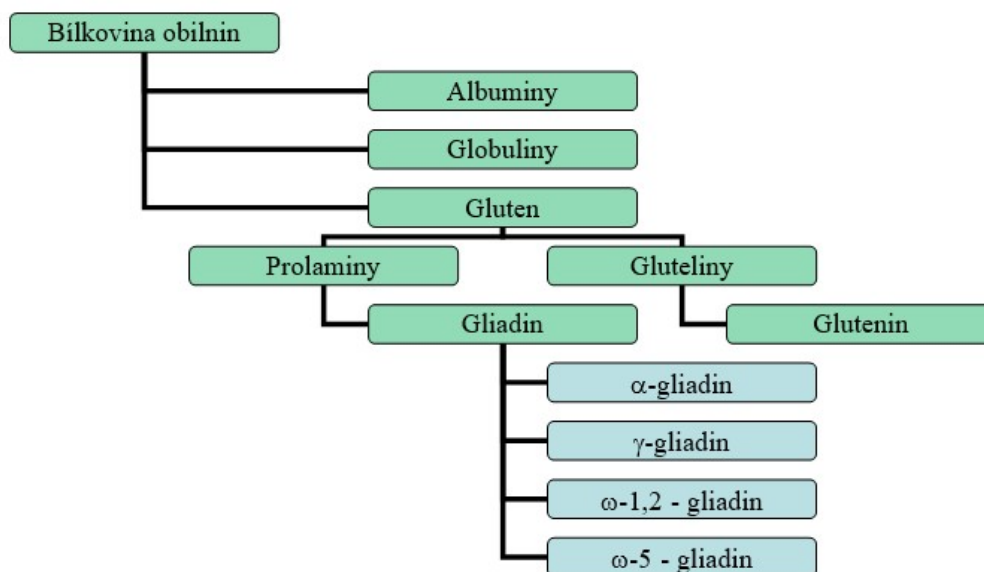 Bílkovina obilnin
Albuminy
Globuliny
Gluten
Prolaminy
Gluteliny
Gliadin
Glutenin
α-gliadin
γ-gliadin
ω-1,2 - gliadin
ω-5 - gliadin